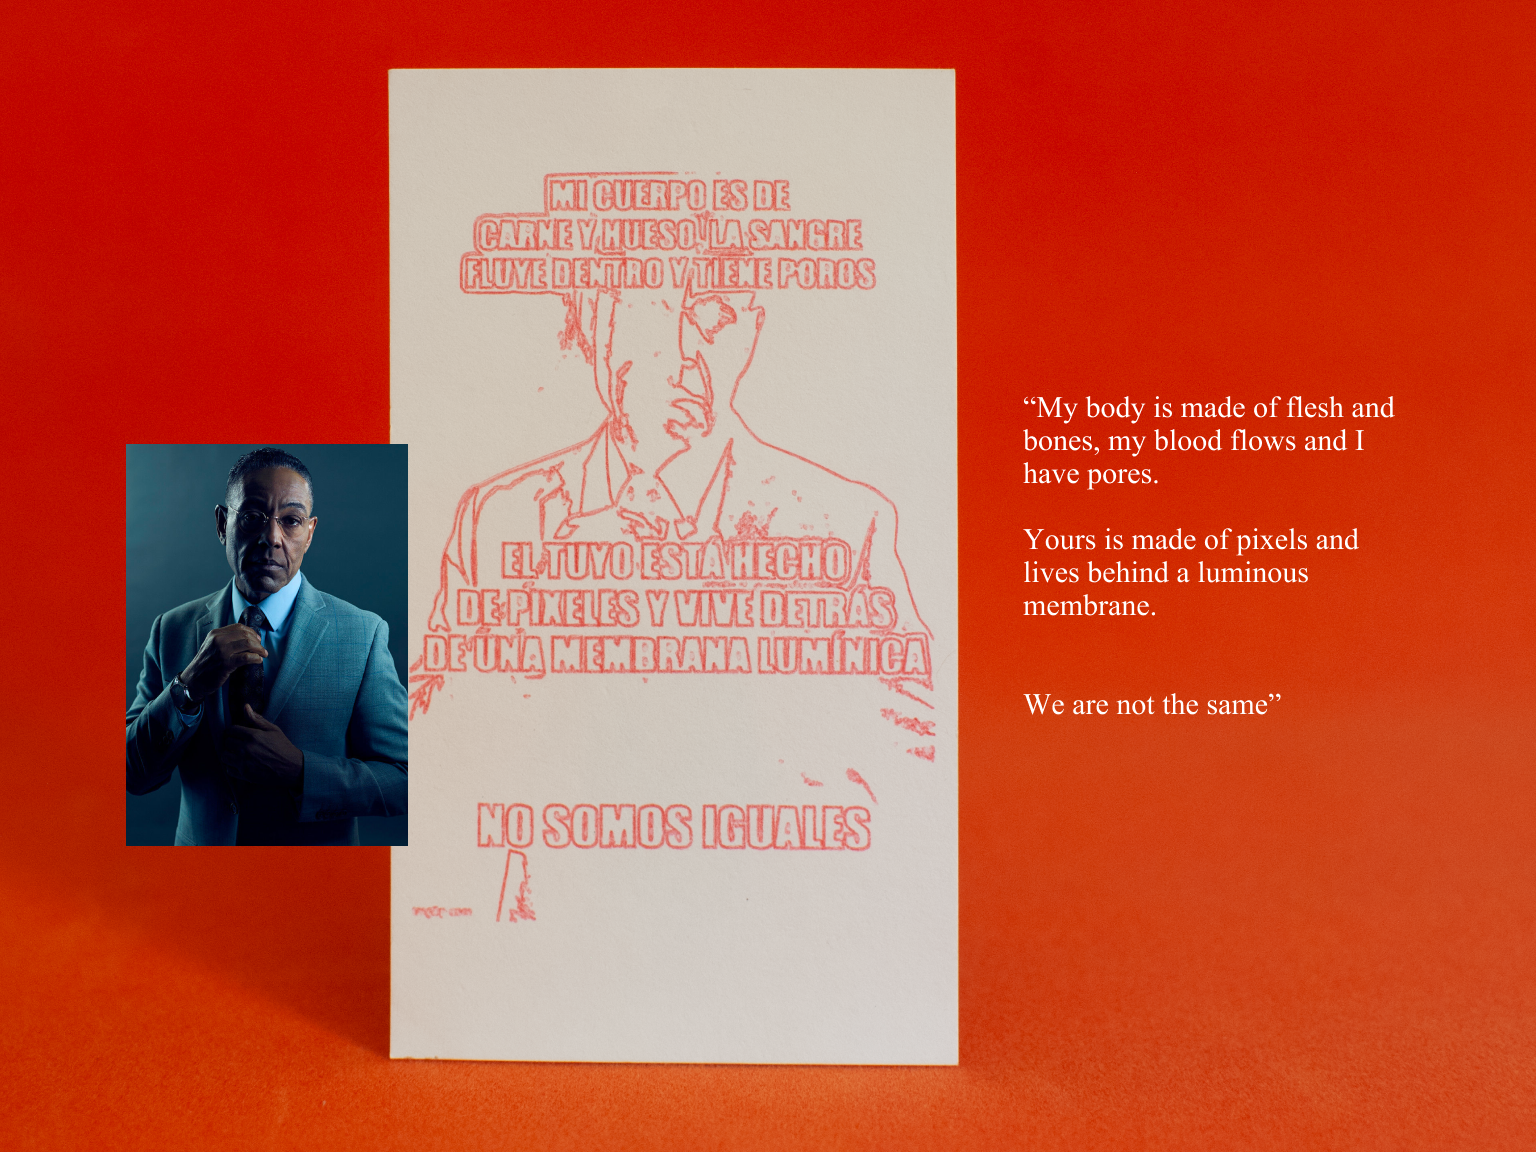 MI CUERPO ES DE
CARNE Y HUESO, LA SANGRE
FLUYE DENTRO Y TIENE POROS
EL TUYO ESTÁ HECHO
DE PÍXELES Y VIVE DETRÁS
DE UNA MEMBRANA LUMÍNICA
NO SOMOS IGUALES
“My body is made of flesh and
bones, my blood flows and I
have pores.
Yours is made of pixels and
lives behind a luminous
membrane.
We are not the same”